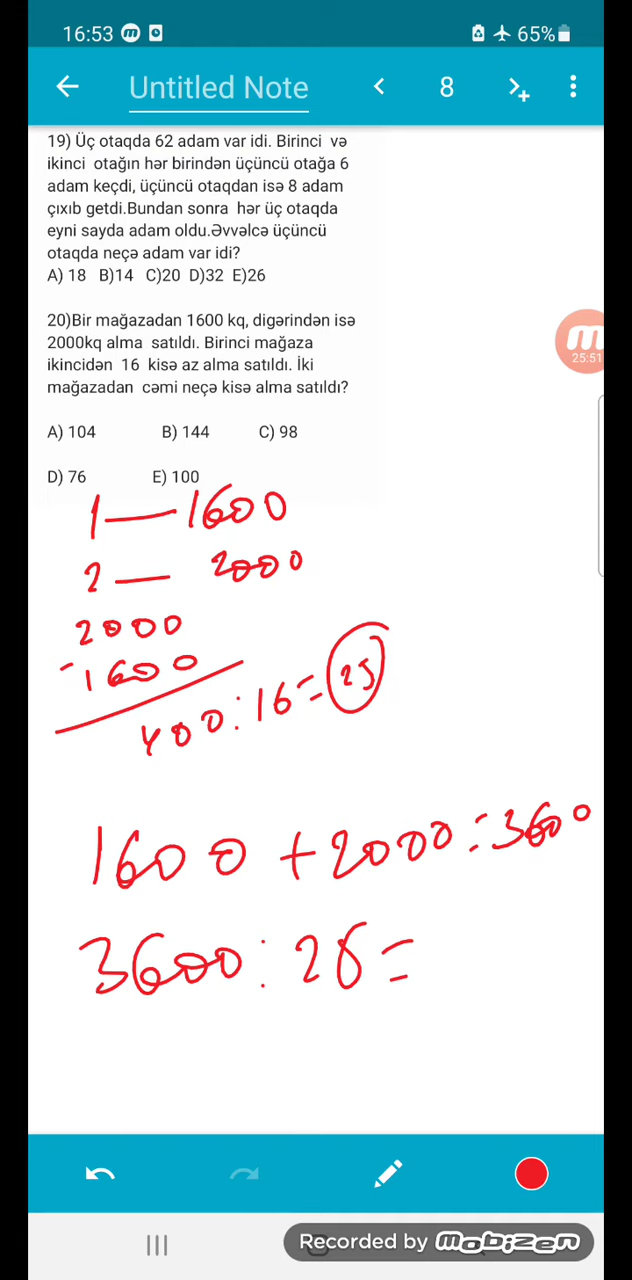 16:53 65%
Untitled Note < 8
19) Üç otaqda 62 adam var idi. Birinci və
ikinci otağın hər birindən üçüncü otağa 6
adam keçdi, üçüncü otaqdan isə 8 adam
çıxıb getdi.Bundan sonra hər üç otaqda
eyni sayda adam oldu.Əvvəlcə üçüncü
otaqda neçə adam var idi?
A) 18 B)14 C)20 D)32 E)26
20)Bir mağazadan 1600 kq, digərindən isə
2000kq alma satıldı. Birinci mağaza
ikincidən 16 kisə az alma satıldı. İki
mağazadan cəmi neçə kisə alma satıldı?
25:51
A) 104 B) 144 C) 98
D) 76 E) 100
1 — 1600
2 — 2000
2000
-1600
400:16=25
1600+2000=3600
3600:25=
Recorded by mobizen